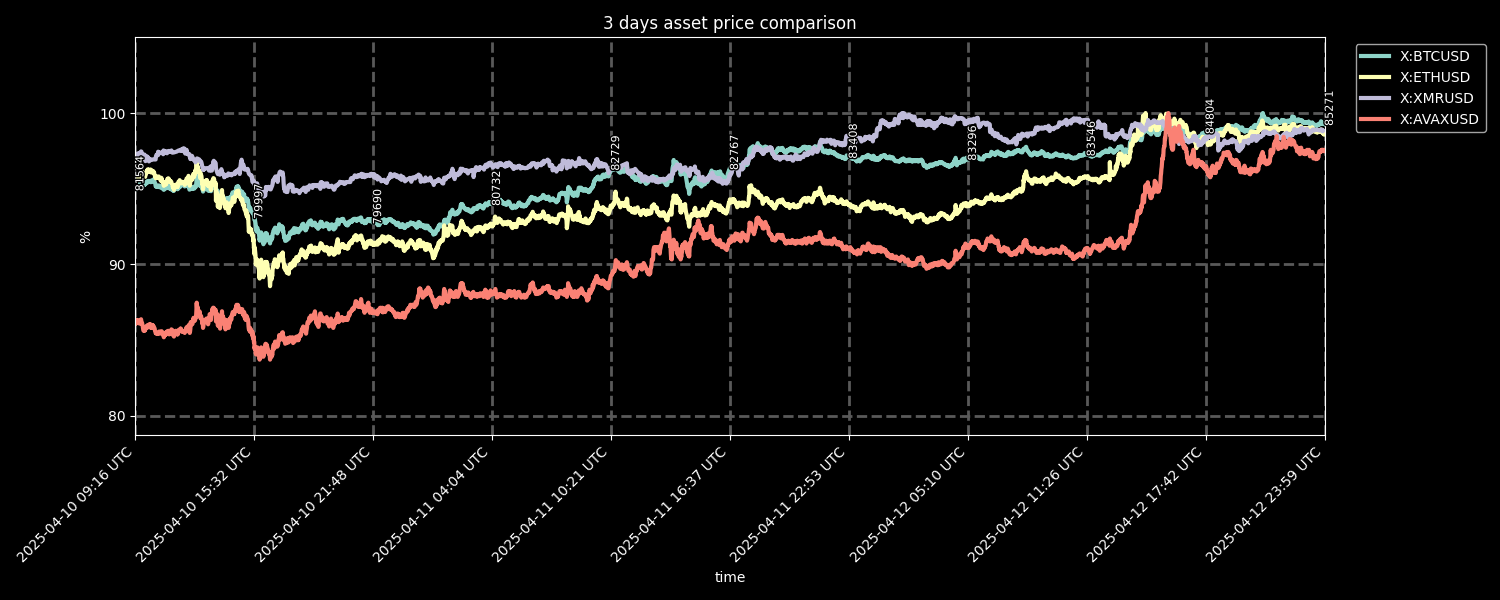 3 days asset price comparison
X:BTCUSD
X:ETHUSD
X:XMRUSD
X:AVAXUSD
100
90
80
%
79997
79690
80732
82729
82767
83408
83296
83546
84804
85271
2025-04-10 09:16 UTC
2025-04-10 15:32 UTC
2025-04-10 21:48 UTC
2025-04-11 04:04 UTC
2025-04-11 10:21 UTC
2025-04-11 16:37 UTC
2025-04-11 22:53 UTC
2025-04-12 05:10 UTC
2025-04-12 11:26 UTC
2025-04-12 17:42 UTC
2025-04-12 23:59 UTC
time